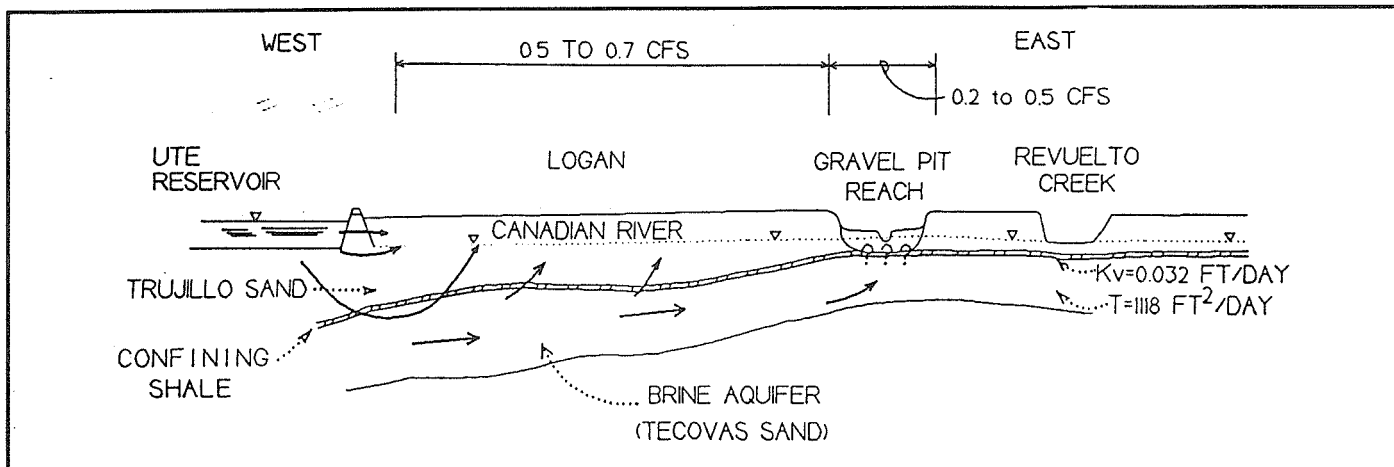 WEST
EAST
05 TO 0.7 CFS
0.2 to 0.5 CFS
UTE
RESERVOIR
LOGAN
GRAVEL PIT
REACH
REVUELTO
CREEK
CANADIAN RIVER
TRUJILLO SAND
Kv=0.032 FT/DAY
T=1118 FT²/DAY
CONFINING
SHALE
BRINE AQUIFER
(TECOVAS SAND)